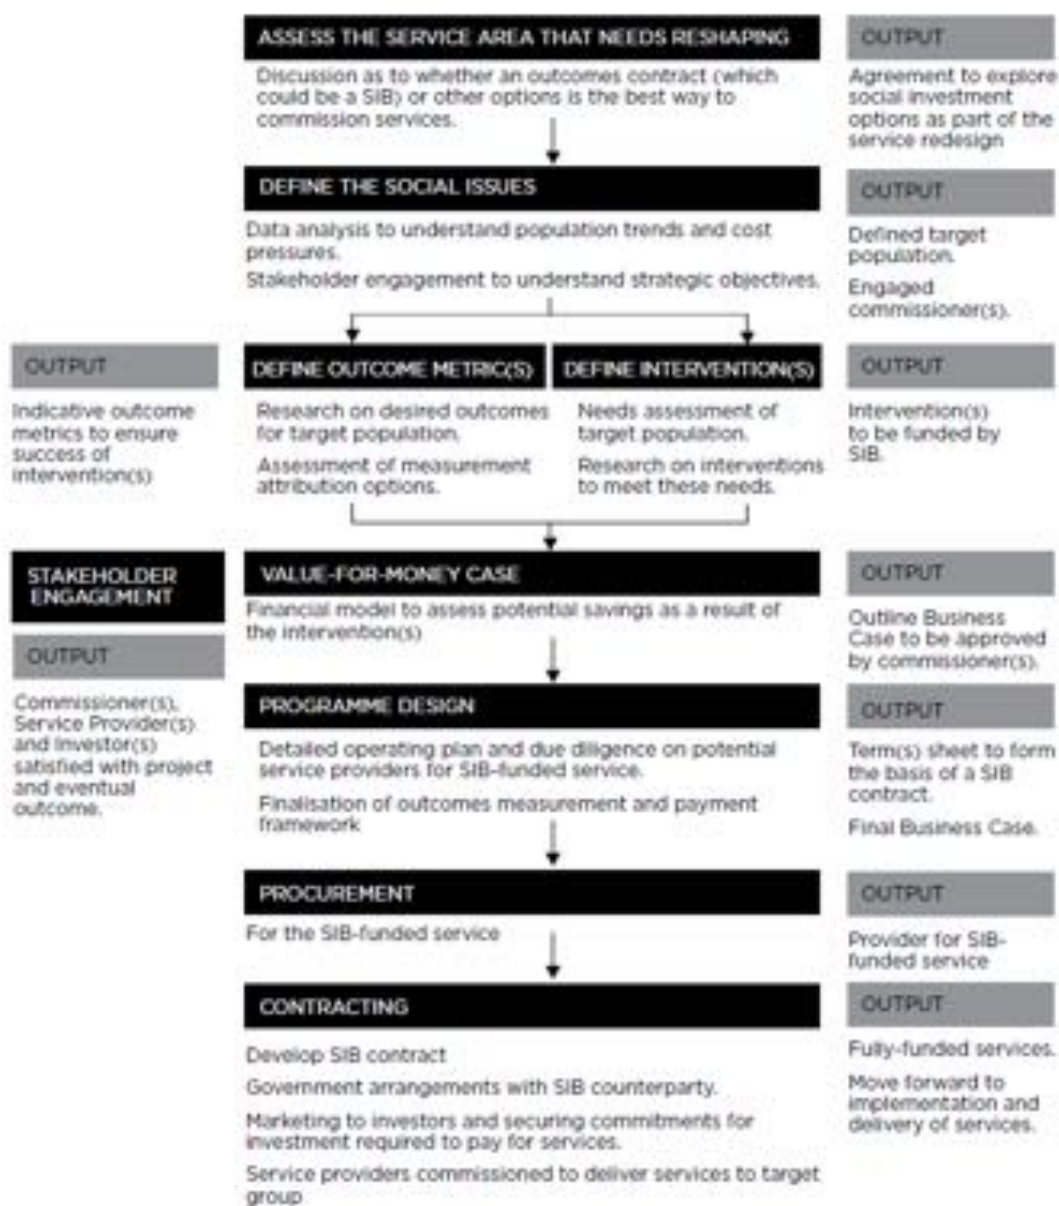 ASSESS THE SERVICE AREA THAT NEEDS RESHAPING
Discussion as to whether an outcomes contract (which
could be a SIB) or other options is the best way to
commission services.
OUTPUT
Agreement to explore
social investment
options as part of the
service redesign
DEFINE THE SOCIAL ISSUES
Data analysis to understand population trends and cost
pressures.
Stakeholder engagement to understand strategic objectives.
OUTPUT
Defined target
population.
Engaged
commissioner(s).
OUTPUT
Indicative outcome
metrics to ensure
success of
intervention(s)
DEFINE OUTCOME METRIC(S)
Research on desired outcomes
for target population.
Assessment of measurement
attribution options.
DEFINE INTERVENTION(S)
Needs assessment of
target population.
Research on interventions
to meet these needs.
OUTPUT
Intervention(s)
to be funded by
SIB.
STAKEHOLDER
ENGAGEMENT
OUTPUT
Commissioner(s),
Service Provider(s)
and Investor(s)
satisfied with project
and eventual
outcome.
VALUE-FOR-MONEY CASE
Financial model to assess potential savings as a result of
the intervention(s)
OUTPUT
Outline Business
Case to be approved
by commissioner(s).
PROGRAMME DESIGN
Detailed operating plan and due diligence on potential
service providers for SIB-funded service.
Finalisation of outcomes measurement and payment
framework
OUTPUT
Term(s) sheet to form
the basis of a SIB
contract.
Final Business Case.
PROCUREMENT
For the SIB-funded service
OUTPUT
Provider for SIB-
funded service
CONTRACTING
Develop SIB contract
Government arrangements with SIB counterparty.
Marketing to investors and securing commitments for
investment required to pay for services.
Service providers commissioned to deliver services to target
group
OUTPUT
Fully-funded services.
Move forward to
implementation and
delivery of services.